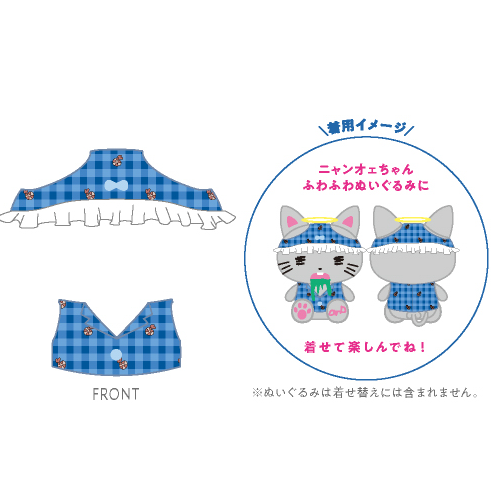 着用イメージ
ニャンオェちゃん
ふわふわぬいぐるみに
着せて楽しんでね！
FRONT
※ぬいぐるみは着せ替えには含まれません。